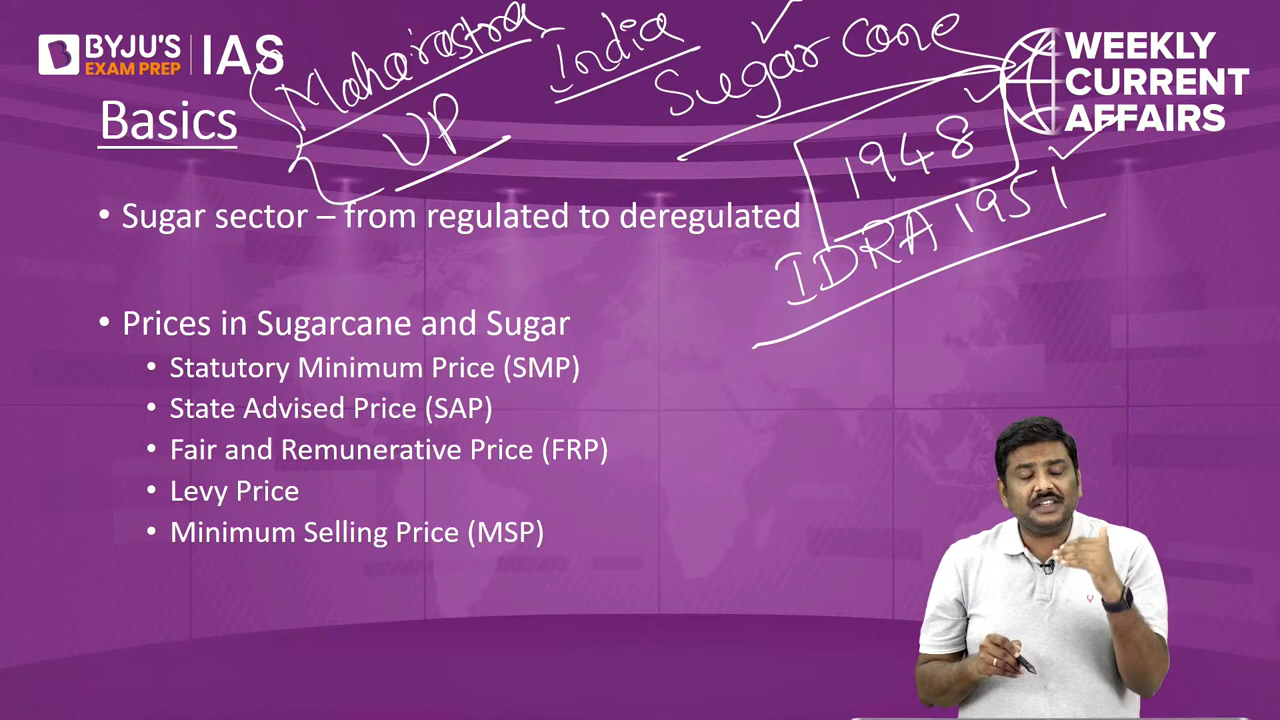 BYJU'S
EXAM PREP
IAS
Maharastra
UP
India
Sugar cane
1948
IDRA 1951
WEEKLY
CURRENT
AFFAIRS
Basics
• Sugar sector – from regulated to deregulated
• Prices in Sugarcane and Sugar
• Statutory Minimum Price (SMP)
• State Advised Price (SAP)
• Fair and Remunerative Price (FRP)
• Levy Price
• Minimum Selling Price (MSP)